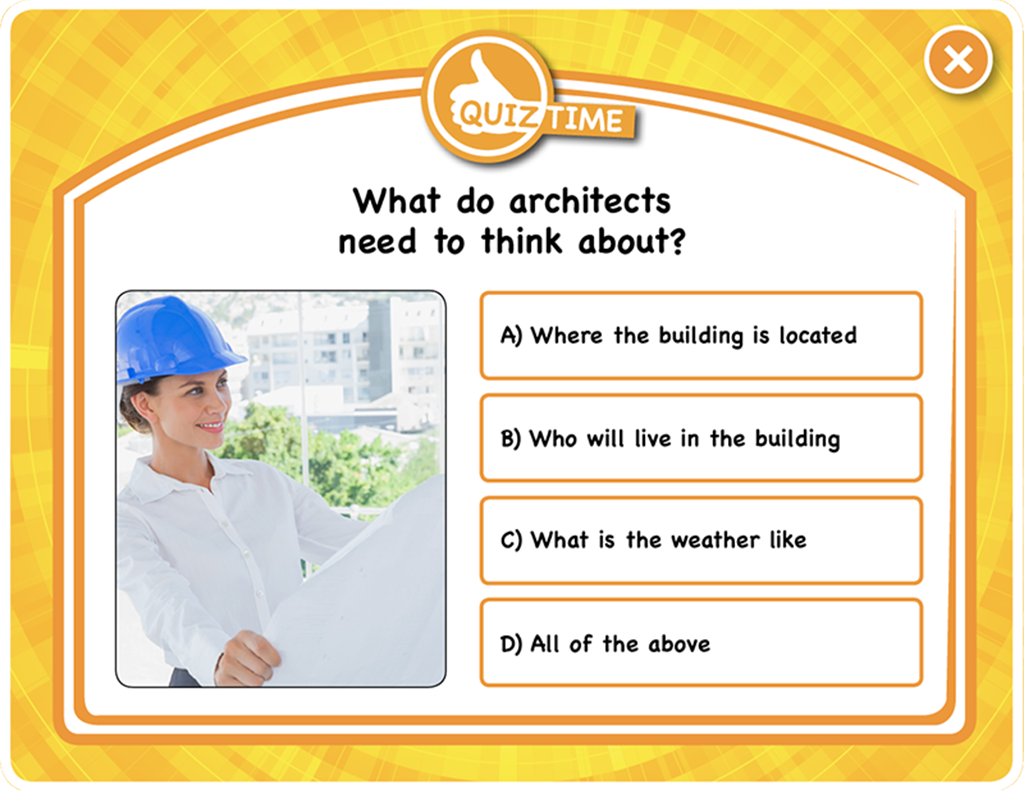 QUIZ TIME
What do architects
need to think about?
A) Where the building is located
B) Who will live in the building
C) What is the weather like
D) All of the above